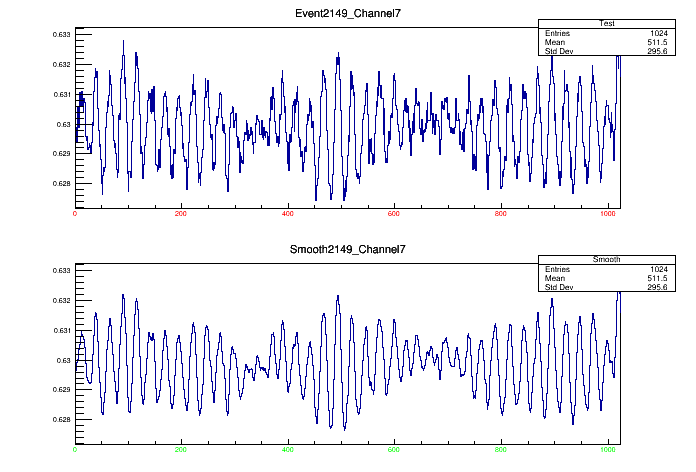 Event2149_Channel7
Test
Entries 1024
Mean 511.5
Std Dev 295.6
0.633
0.632
0.631
0.63
0.629
0.628
0 200 400 600 800 1000
Smooth2149_Channel7
Smooth
Entries 1024
Mean 511.5
Std Dev 295.6
0.633
0.632
0.631
0.63
0.629
0.628
0 200 400 600 800 1000